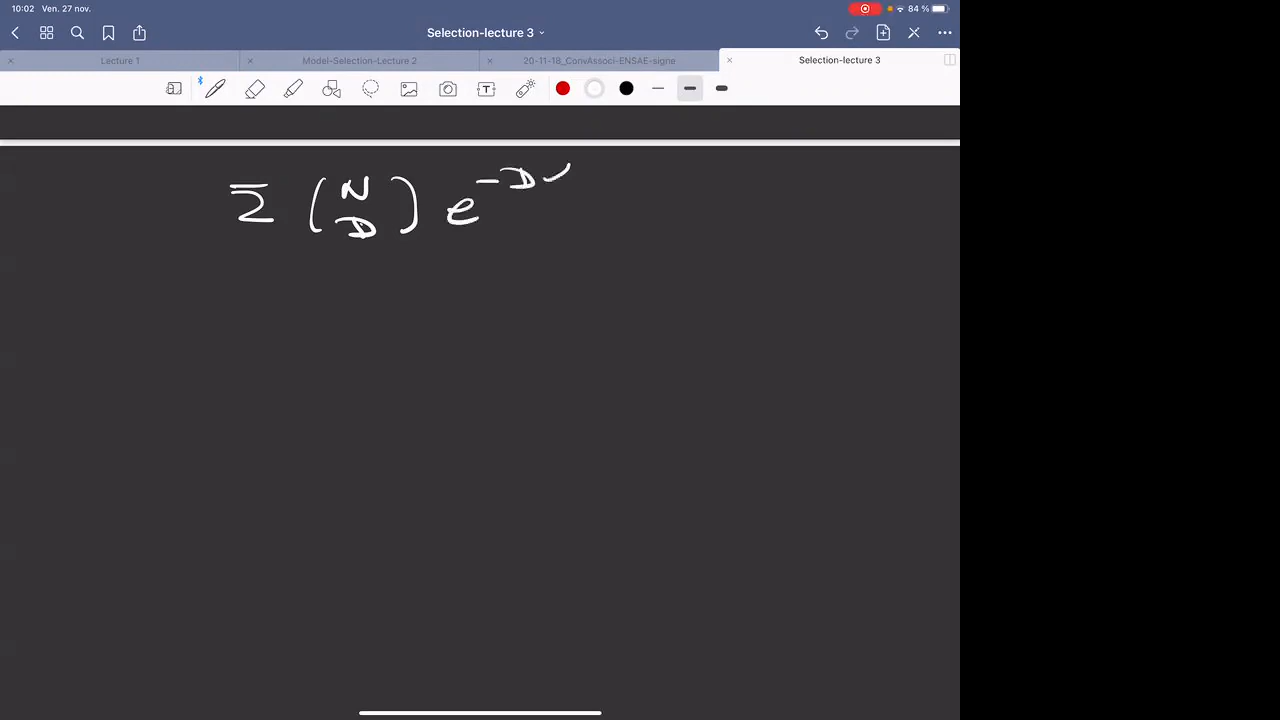 10:02 Ven. 27 nov. 84 %
Selection-lecture 3
Lecture 1 Model-Selection-Lecture 2 20-11-18_ConvAssoci-ENSAE-signe Selection-lecture 3
T
Σ (N D) e^-D